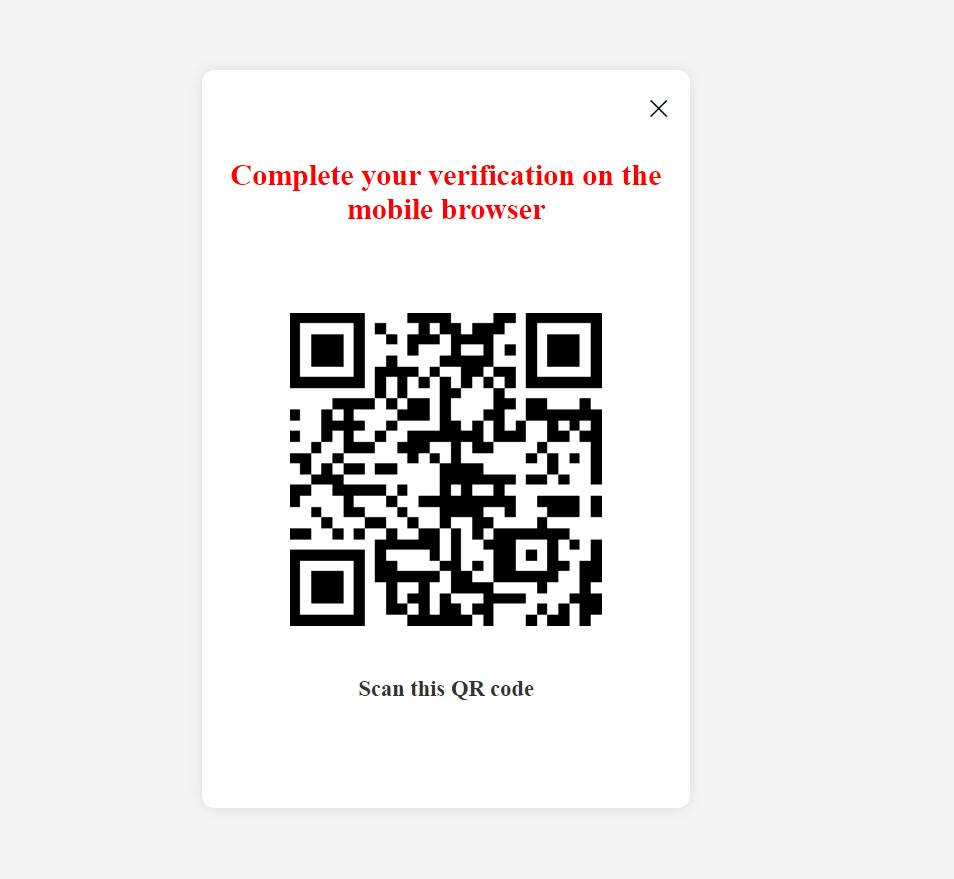 Complete your verification on the
mobile browser
Scan this QR code